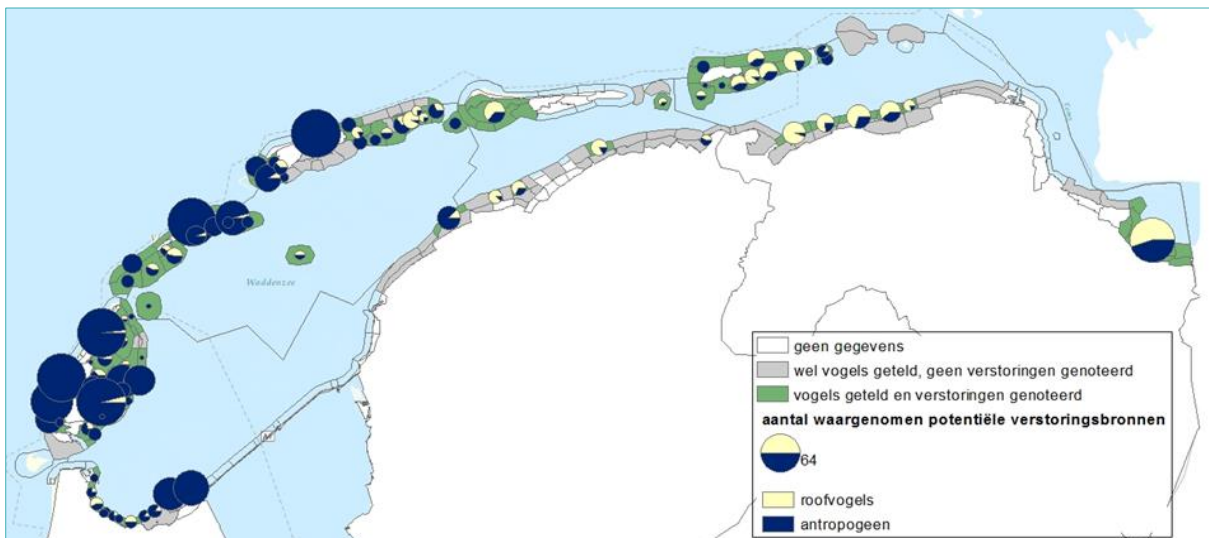 Waddenzee
geen gegevens
wel vogels geteld, geen verstoringen genoteerd
vogels geteld en verstoringen genoteerd
aantal waargenomen potentiële verstoringsbronnen
64
roofvogels
antropogeen